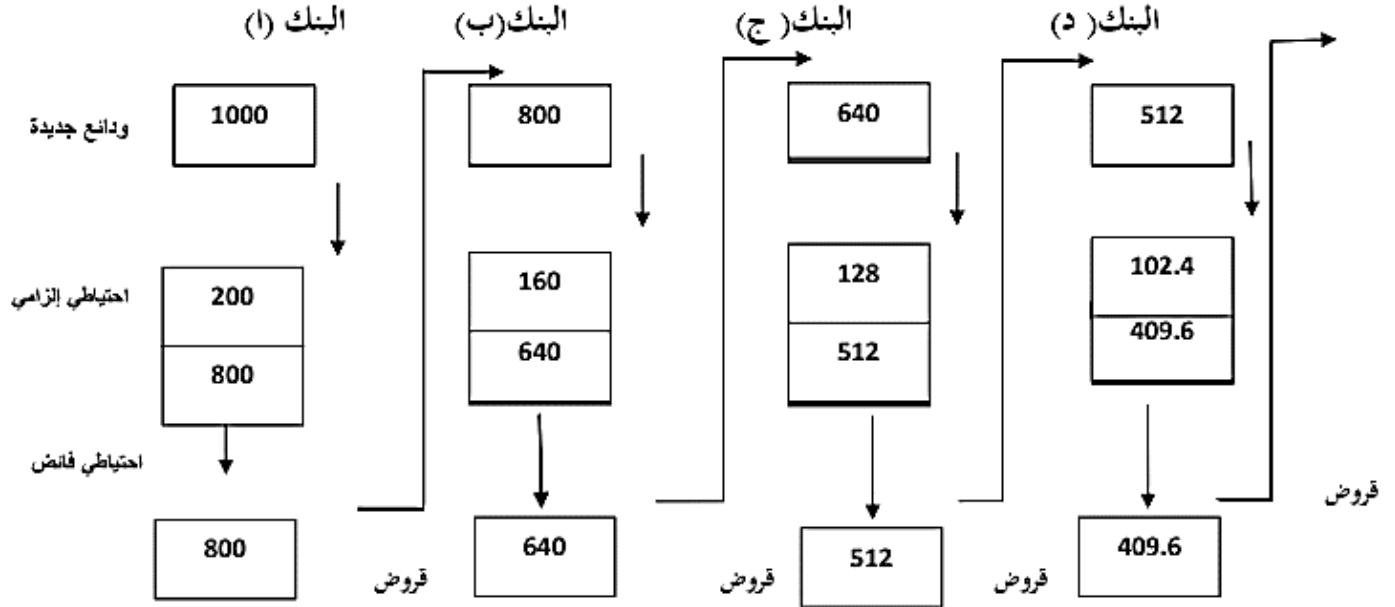 البنك (ا) البنك(ب) البنك( ج) البنك( د)
ودائع جديدة 1000 800 640 512
احتياطي إلزامي 200 160 128 102.4
800 640 512 409.6
احتياطي فائض
800 640 512 409.6
قروض قروض قروض قروض